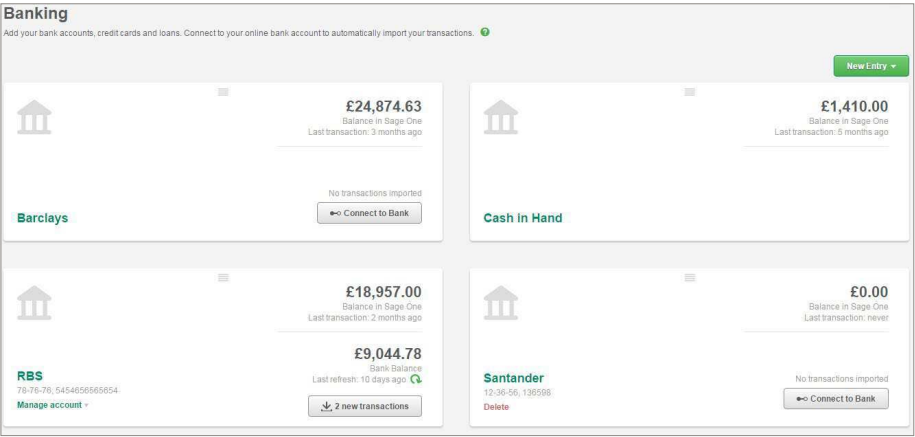 Banking
Add your bank accounts, credit cards and loans. Connect to your online bank account to automatically import your transactions. ?
New Entry
£24,874.63
Balance in Sage One
Last transaction: 3 months ago
No transactions imported
Connect to Bank
Barclays
£1,410.00
Balance in Sage One
Last transaction: 5 months ago
Cash in Hand
£18,957.00
Balance in Sage One
Last transaction: 2 months ago
£9,044.78
Bank Balance
Last refresh: 10 days ago
RBS
78-76-76, 5454656565654
Manage account
2 new transactions
£0.00
Balance in Sage One
Last transaction: never
Santander
12-36-56, 136598
Delete
No transactions imported
Connect to Bank